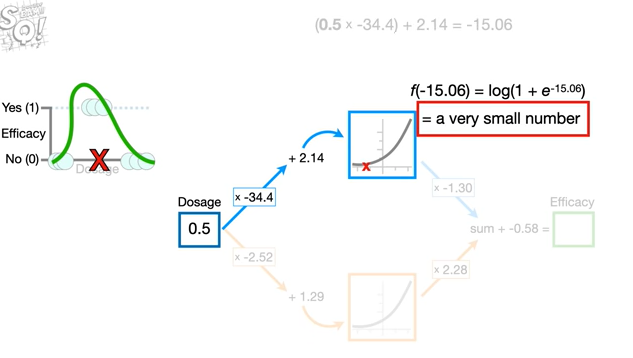 StatQuest!
(0.5 x -34.4) + 2.14 = -15.06
f(-15.06) = log(1 + e^-15.06)
= a very small number
Yes (1)
Efficacy
No (0)
Dosage
+ 2.14
x -34.4
x -1.30
Dosage
0.5
Efficacy
sum + -0.58 =
x -2.52
x 2.28
+ 1.29